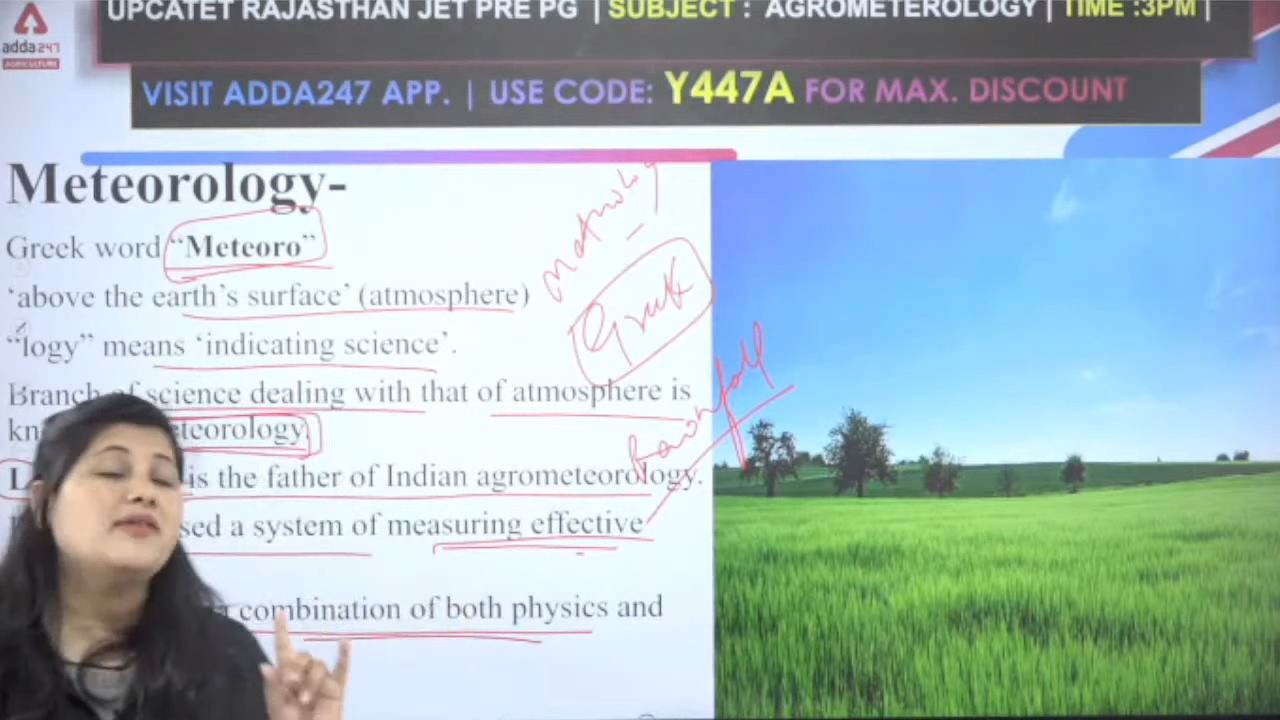 UPCATET RAJASTHAN JET PRE PG | SUBJECT : AGROMETEROLOGY | TIME :3PM |
adda247
AGRICULTURE
VISIT ADDA247 APP. | USE CODE: Y447A FOR MAX. DISCOUNT
Meteorology-
Greek word “Meteoro”
‘above the earth’s surface’ (atmosphere)
“logy” means ‘indicating science’.
Branch of science dealing with that of atmosphere is
teorology.
is the father of Indian agrometeorology.
sed a system of measuring effective
combination of both physics and
Greek
Rainfall